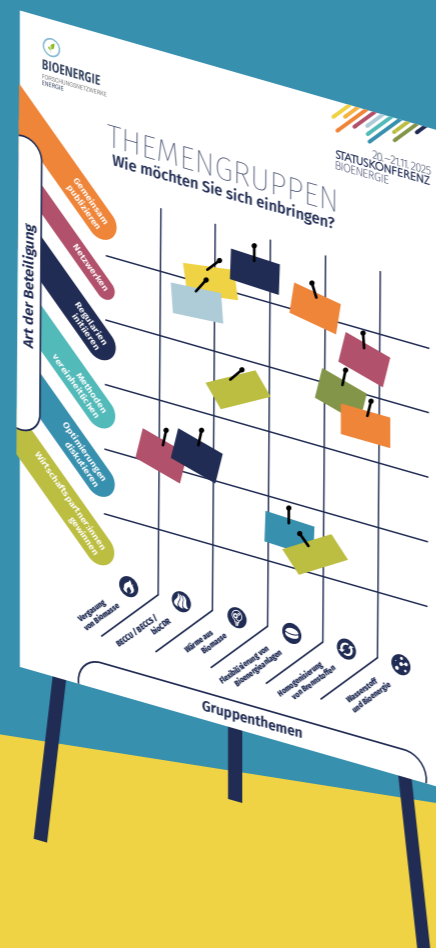 BIOENERGIE
FORSCHUNGSNETZWERKE
ENERGIE
20.–21.11.2025
STATUSKONFERENZ
BIOENERGIE
THEMENGRUPPEN
Wie möchten Sie sich einbringen?
Art der Beteiligung
Gemeinsam
publizieren
Netzwerken
Regularien
initiieren
Methoden
vereinheitlichen
Optimierungen
diskutieren
Wirtschaftspartner:innen
gewinnen
Vergasung
von Biomasse
BECCU / BECCS /
bioCDR
Wärme aus
Biomasse
Flexibilisierung von
Bioenergieanlagen
Homogenisierung
von Brennstoffen
Wasserstoff
und Bioenergie
Gruppenthemen